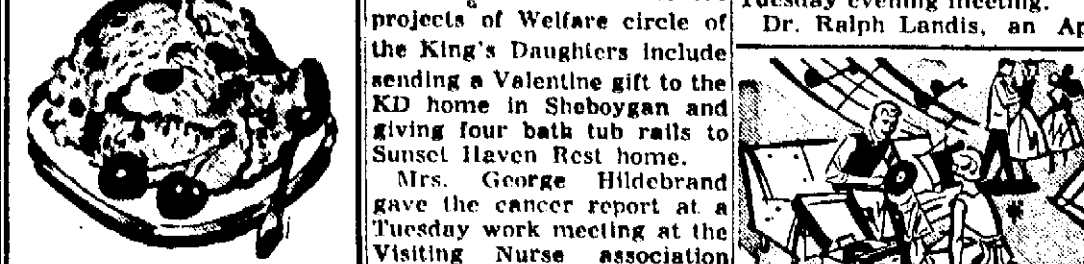 projects of Welfare circle of
the King's Daughters include
sending a Valentine gift to the
KD home in Sheboygan and
giving four bath tub rails to
Sunset Haven Rest home.
Mrs. George Hildebrand
gave the cancer report at a
Tuesday work meeting at the
Visiting Nurse association
Tuesday evening meeting.
Dr. Ralph Landis, an Ap